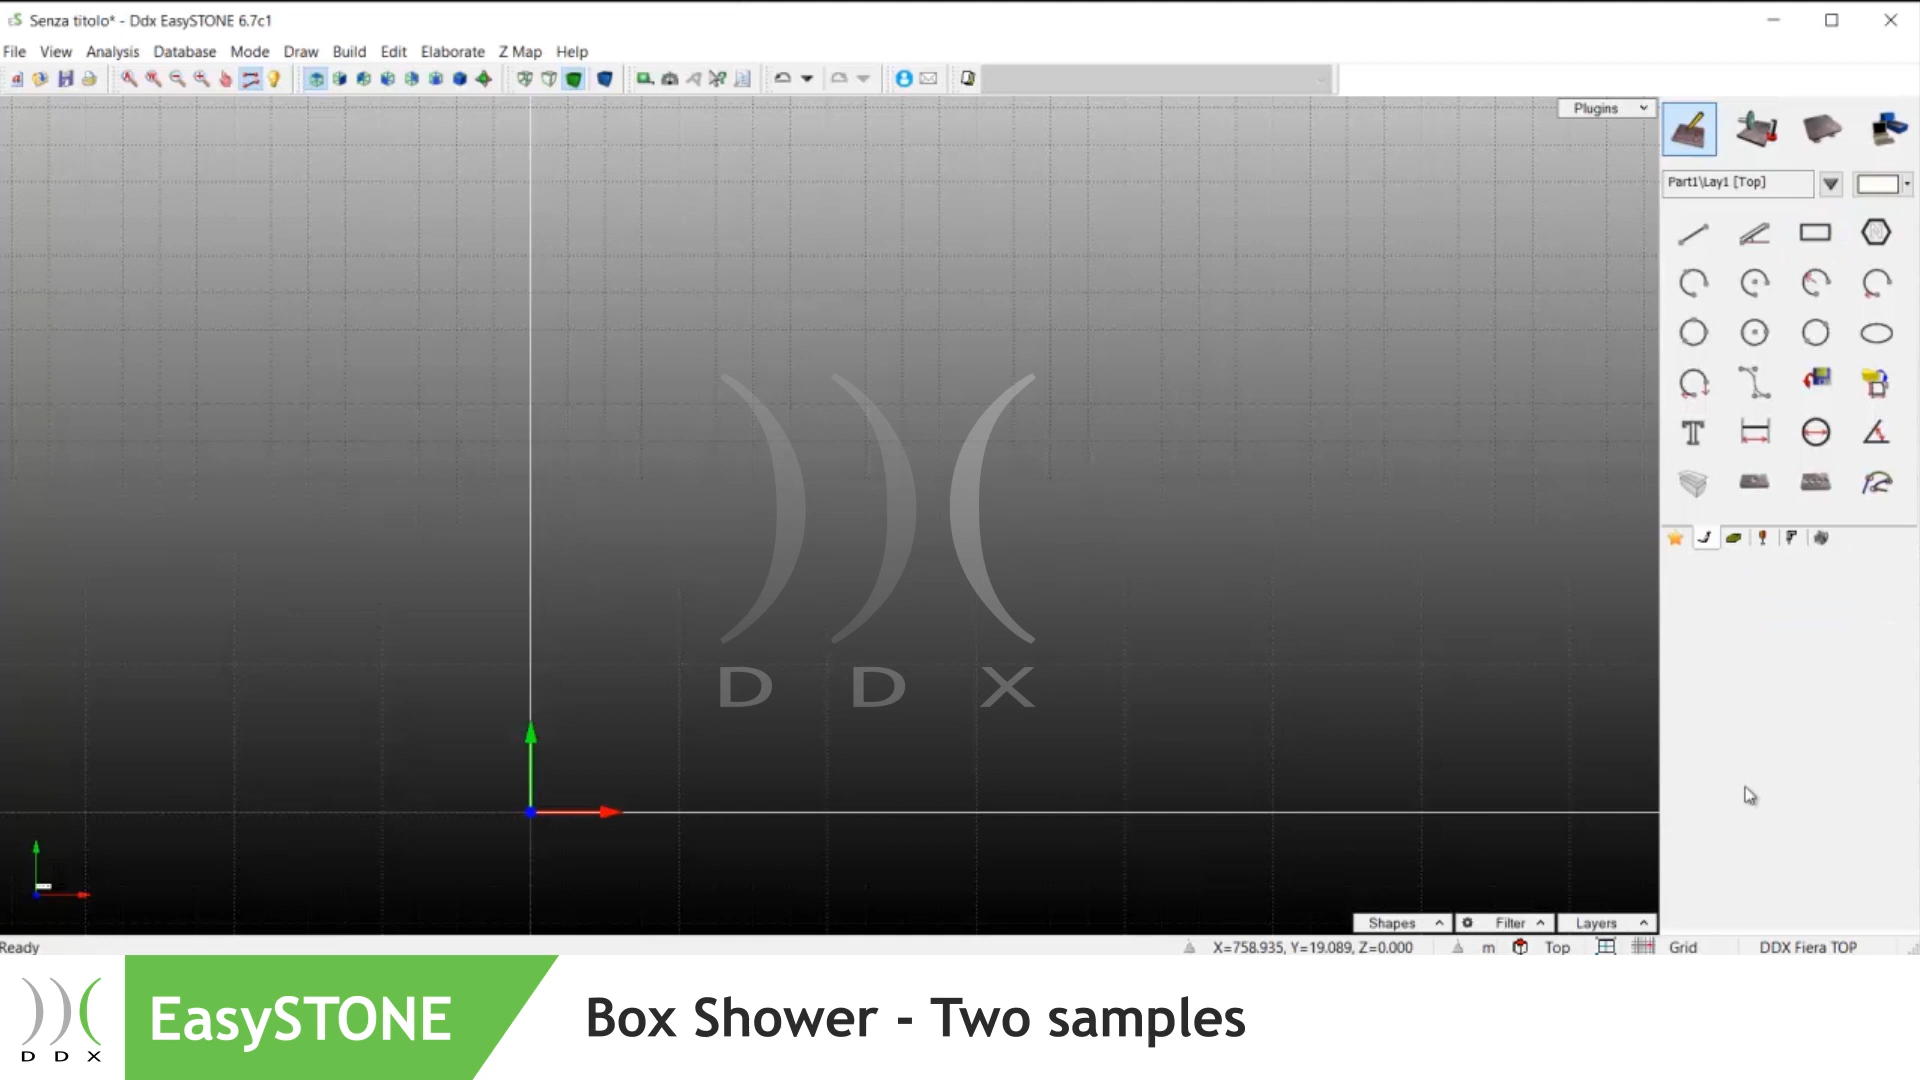 Senza titolo* - Ddx EasySTONE 6.7c1
File View Analysis Database Mode Draw Build Edit Elaborate Z Map Help
Plugins
Part1\Lay1 [Top]
D D X
Shapes Filter Layers
Ready X=758.935, Y=19.089, Z=0.000 m Top Grid DDX Fiera TOP
D D X
EasySTONE
Box Shower - Two samples